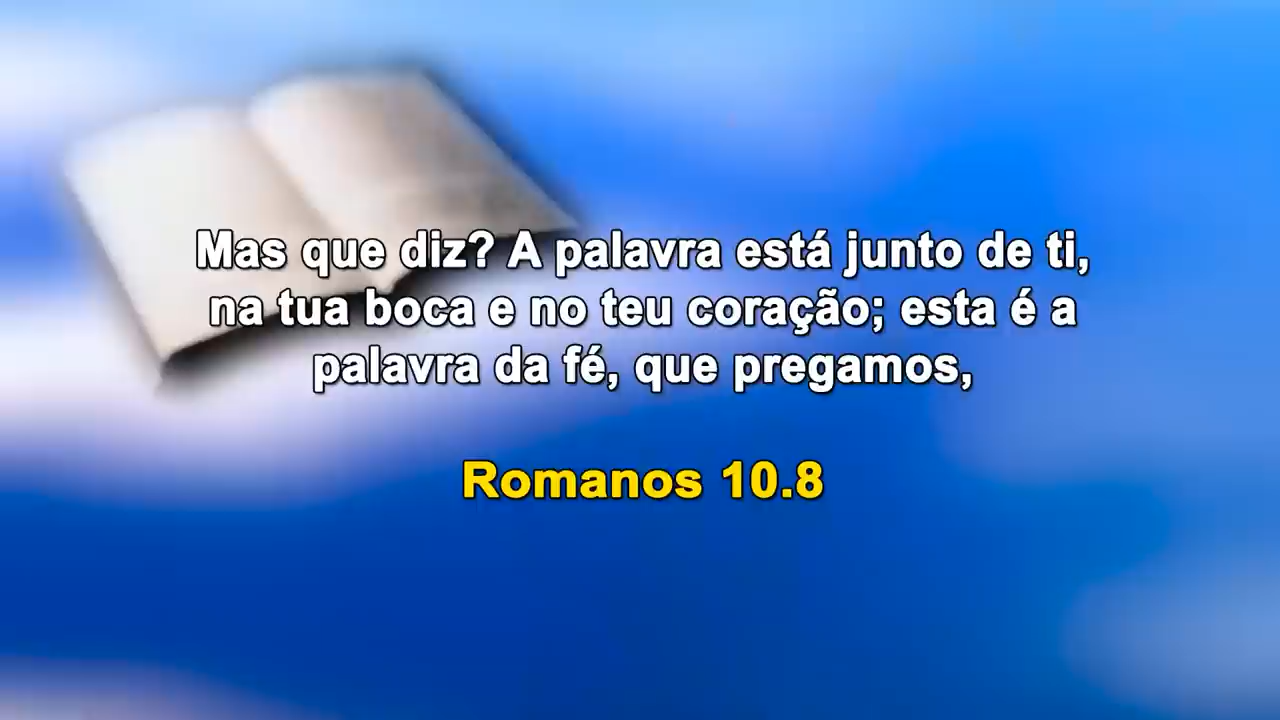 Mas que diz? A palavra está junto de ti,
na tua boca e no teu coração; esta é a
palavra da fé, que pregamos,
Romanos 10.8